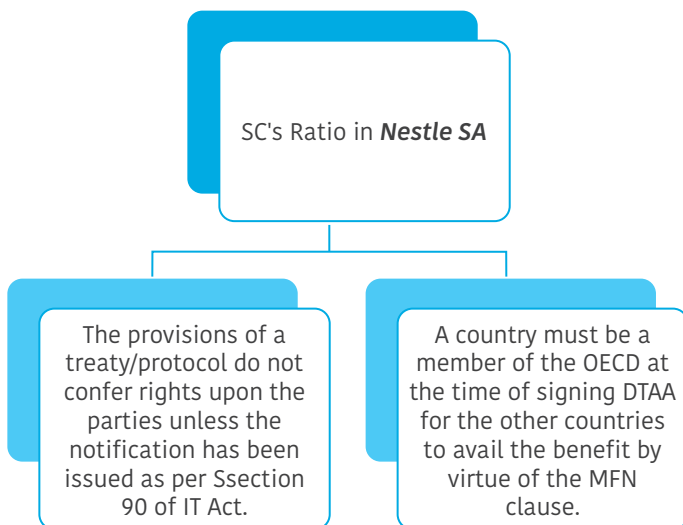 SC's Ratio in Nestle SA
The provisions of a
treaty/protocol do not
confer rights upon the
parties unless the
notification has been
issued as per Ssection
90 of IT Act.
A country must be a
member of the OECD at
the time of signing DTAA
for the other countries
to avail the benefit by
virtue of the MFN
clause.